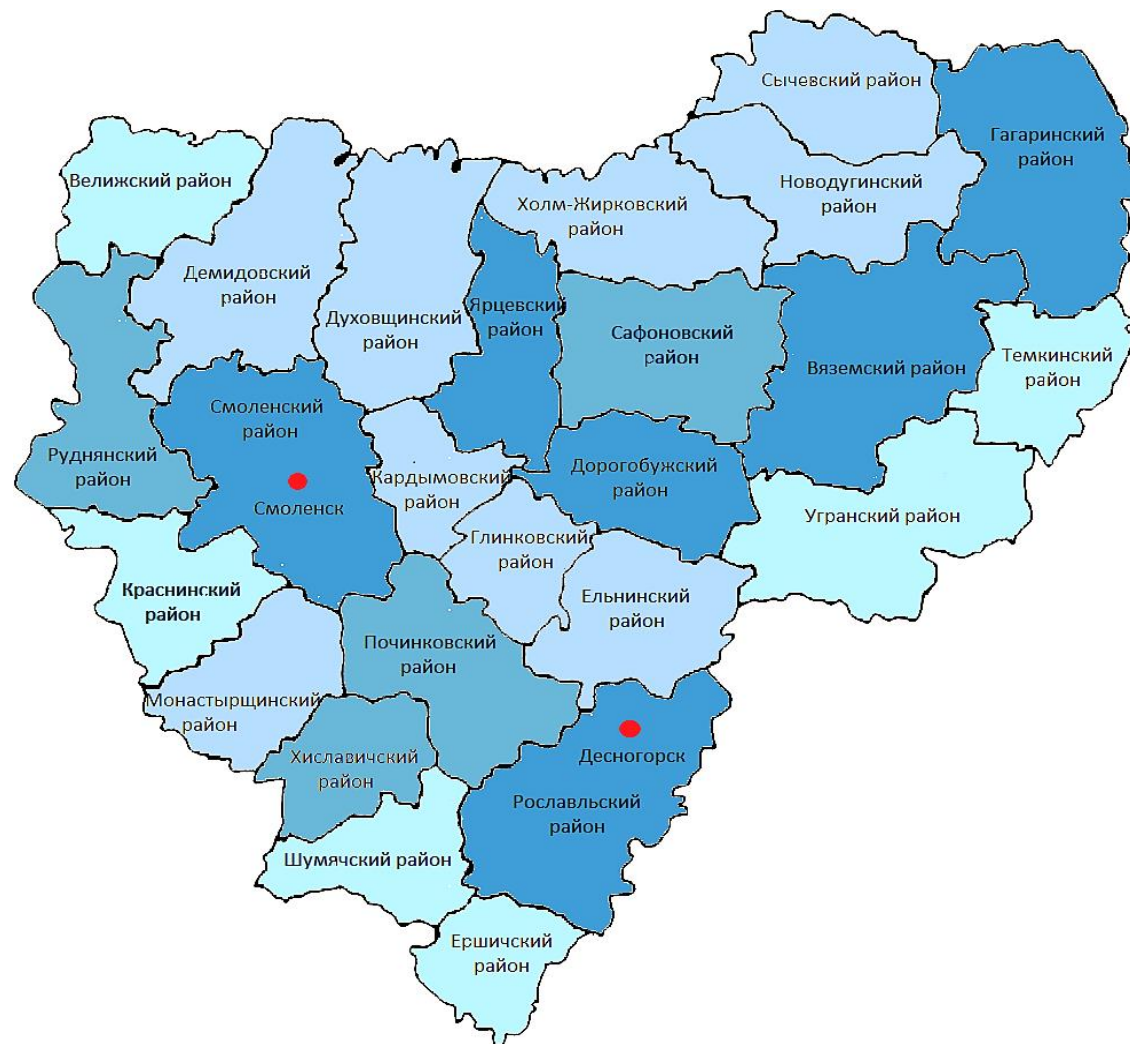 Сычевский район
Гагаринский
район
Велижский район
Новодугинский
район
Холм-Жирковский
район
Демидовский
район
Духовщинский
район
Ярцевский
район
Сафоновский
район
Вяземский район
Темкинский
район
Смоленский
район
Руднянский
район
Смоленск
Кардымовский
район
Дорогобужский
район
Глинковский
район
Угранский район
Краснинский
район
Ельнинский
район
Починковский
район
Монастырщинский
район
Хиславичский
район
Десногорск
Рославльский
район
Шумячский район
Ершичский
район